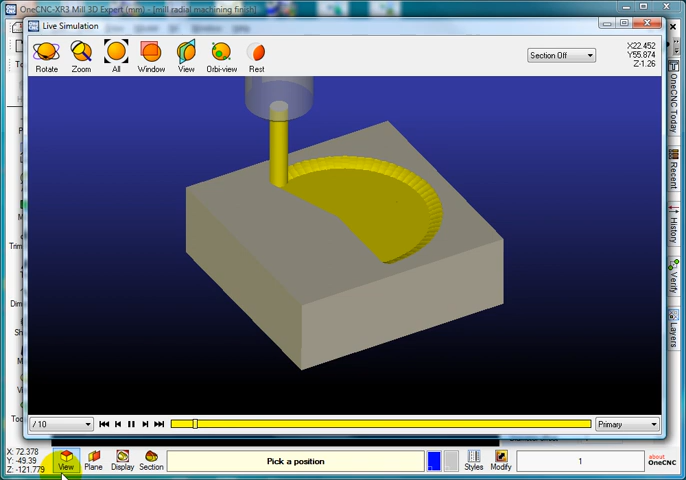 OneCNC-XR3 Mill 3D Expert (mm) - [mill radial machining finish]
Live Simulation
Rotate
Zoom
All
Window
View
Orbi-view
Rest
Section Off
X22.452
Y55.874
Z-1.26
OneCNC Today
Recent
History
Verify
Layers
/ 10
Primary
X: 72.378
Y: -49.39
Z: -121.779
View
Plane
Display
Section
Pick a position
Styles
Modify
1
about
OneCNC